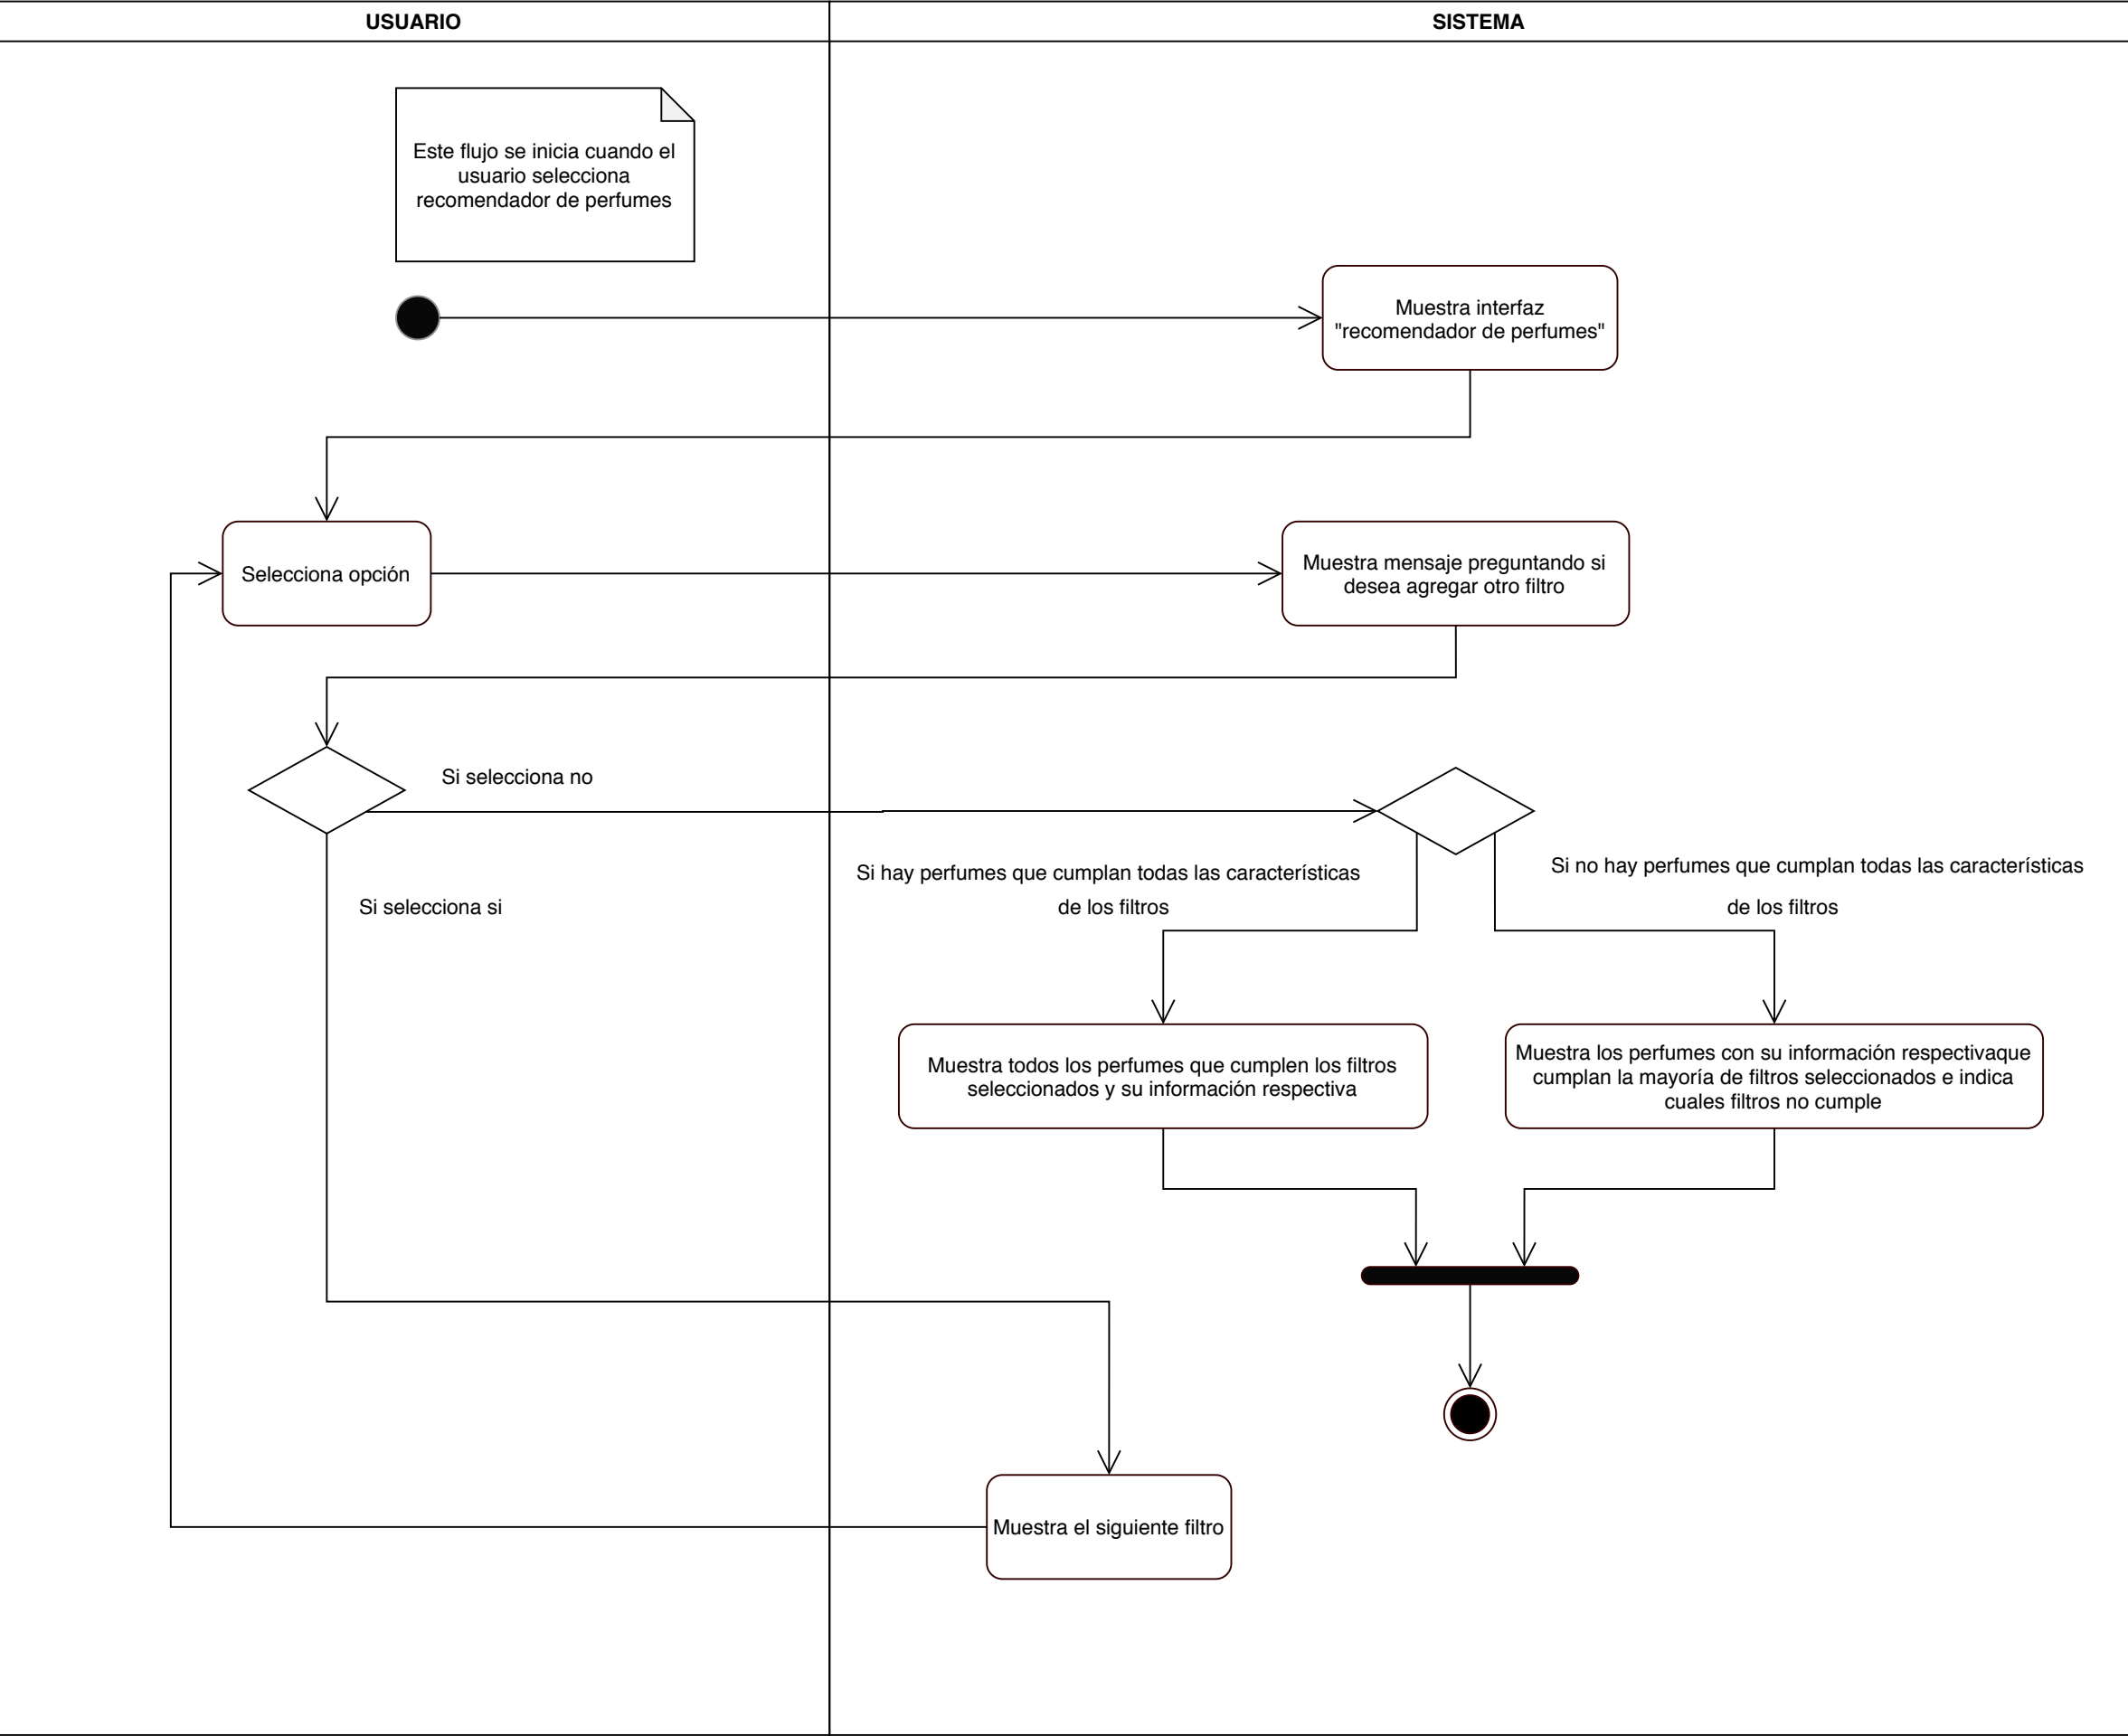 USUARIO
SISTEMA
Este flujo se inicia cuando el
usuario selecciona
recomendador de perfumes
Muestra interfaz
"recomendador de perfumes"
Selecciona opción
Muestra mensaje preguntando si
desea agregar otro filtro
Si selecciona no
Si selecciona si
Si hay perfumes que cumplan todas las características
de los filtros
Si no hay perfumes que cumplan todas las características
de los filtros
Muestra todos los perfumes que cumplen los filtros
seleccionados y su información respectiva
Muestra los perfumes con su información respectivaque
cumplan la mayoría de filtros seleccionados e indica
cuales filtros no cumple
Muestra el siguiente filtro